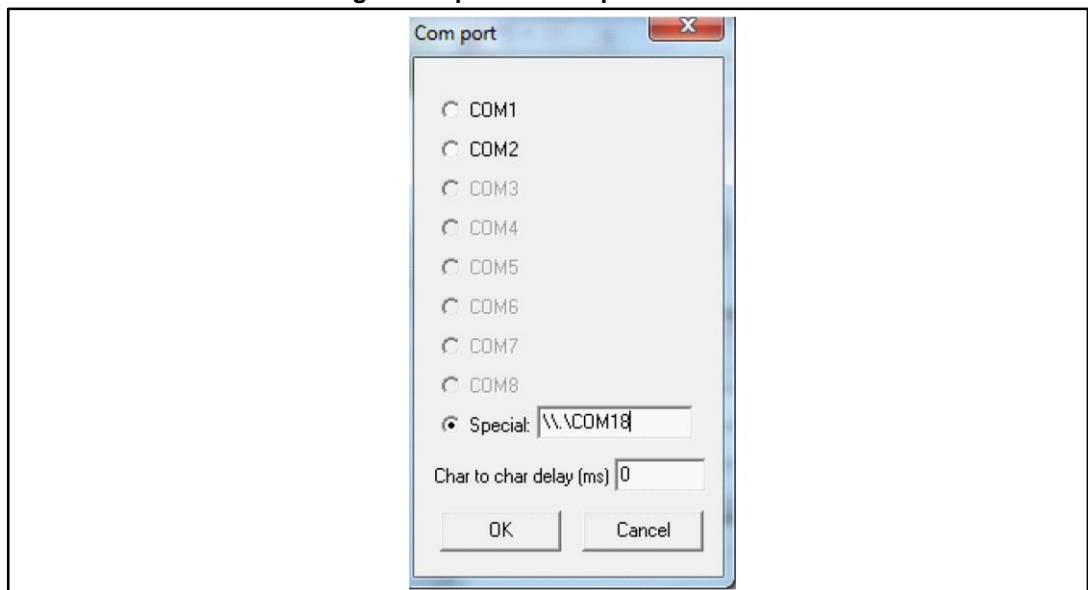 Com port
COM1
COM2
COM3
COM4
COM5
COM6
COM7
COM8
Special: \\.\COM18
Char to char delay (ms) 0
OK Cancel